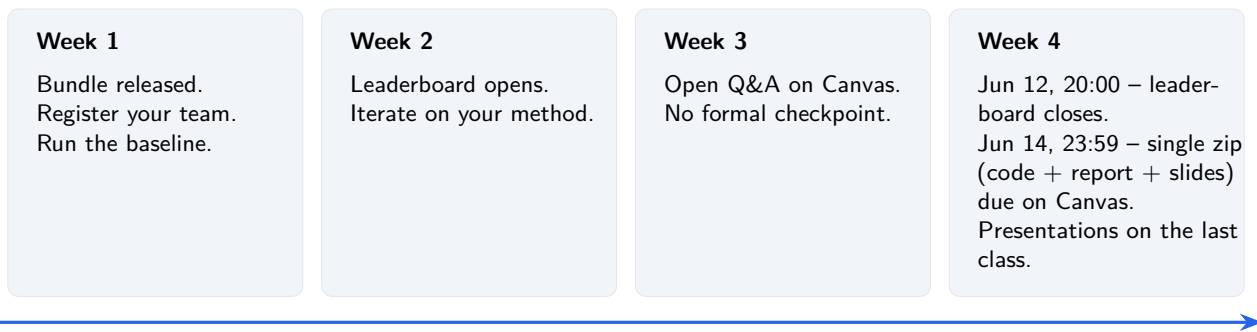 Week 1
Bundle released.
Register your team.
Run the baseline.
Week 2
Leaderboard opens.
Iterate on your method.
Week 3
Open Q&A on Canvas.
No formal checkpoint.
Week 4
Jun 12, 20:00 – leader-
board closes.
Jun 14, 23:59 – single zip
(code + report + slides)
due on Canvas.
Presentations on the last
class.